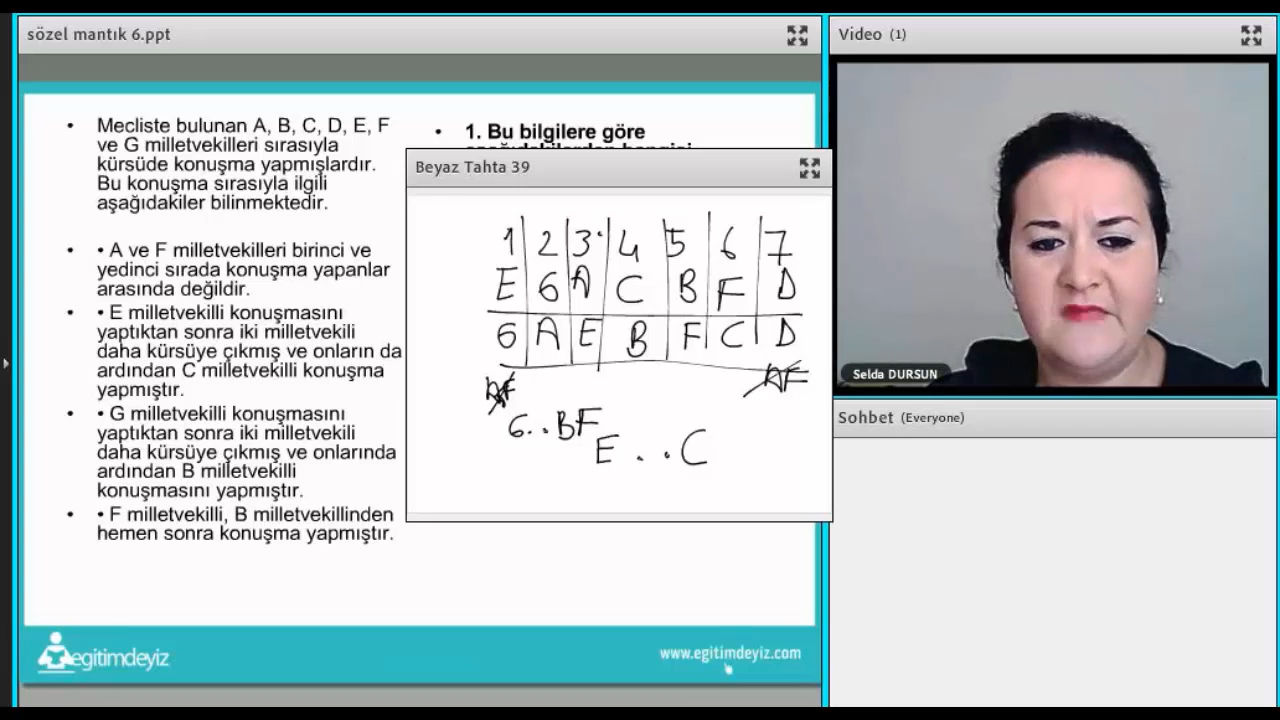 sözel mantık 6.ppt
• Mecliste bulunan A, B, C, D, E, F
ve G milletvekilleri sırasıyla
kürsüde konuşma yapmışlardır.
Bu konuşma sırasıyla ilgili
aşağıdakiler bilinmektedir.
• • A ve F milletvekilleri birinci ve
yedinci sırada konuşma yapanlar
arasında değildir.
• • E milletvekilli konuşmasını
yaptıktan sonra iki milletvekili
daha kürsüye çıkmış ve onların da
ardından C milletvekilli konuşma
yapmıştır.
• • G milletvekilli konuşmasını
yaptıktan sonra iki milletvekili
daha kürsüye çıkmış ve onlarında
ardından B milletvekilli
konuşmasını yapmıştır.
• • F milletvekilli, B milletvekillinden
hemen sonra konuşma yapmıştır.
• 1. Bu bilgilere göre
Beyaz Tahta 39
1 2 3 4 5 6 7
E G A C B F D
G A E B F C D
AF AF
G..BF
E . . C
egitimdeyiz
www.egitimdeyiz.com
Video (1)
Selda DURSUN
Sohbet (Everyone)